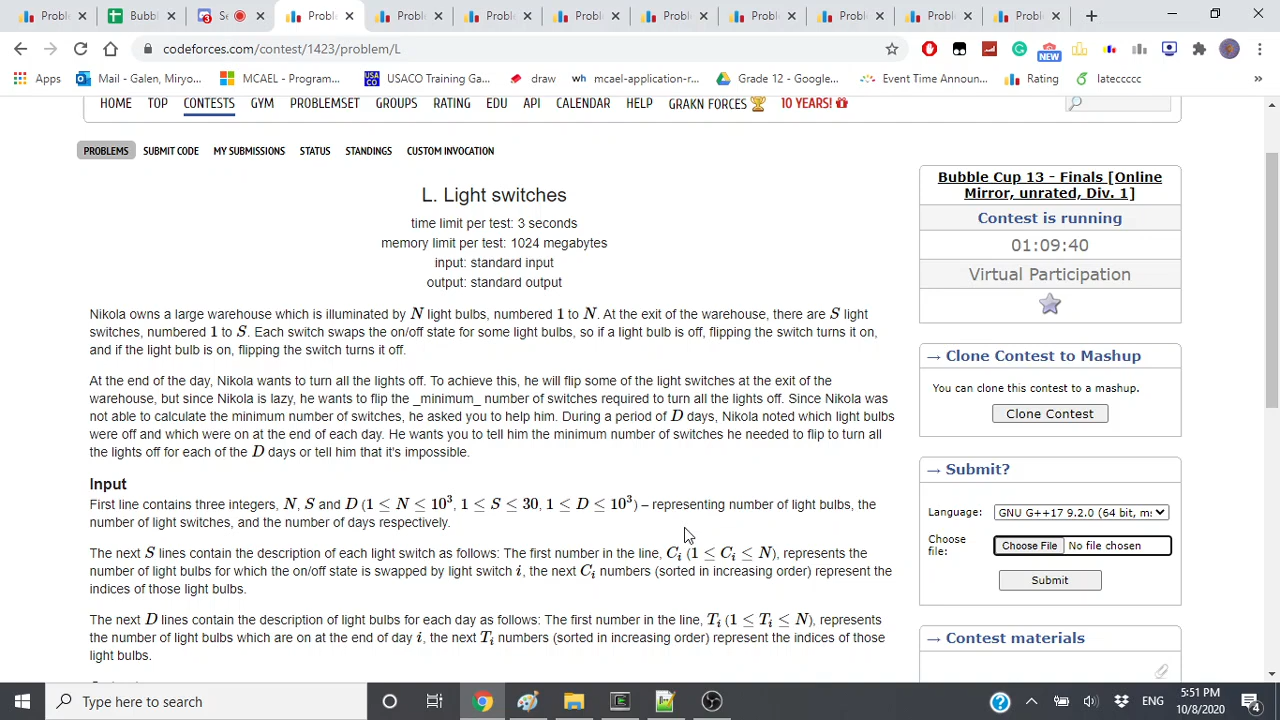 Proble
Bubbl
Se
Proble
Proble
Proble
Proble
Proble
Proble
Proble
Proble
Proble
codeforces.com/contest/1423/problem/L
NEW
Apps
Mail - Galen, Miryo...
MCAEL - Program...
USACO Training Ga...
draw
wh mcael-application-r...
Grade 12 - Google...
Event Time Announ...
Rating
lateccccc
»
HOME TOP CONTESTS GYM PROBLEMSET GROUPS RATING EDU API CALENDAR HELP GRAKN FORCES 10 YEARS!
PROBLEMS SUBMIT CODE MY SUBMISSIONS STATUS STANDINGS CUSTOM INVOCATION
L. Light switches
time limit per test: 3 seconds
memory limit per test: 1024 megabytes
input: standard input
output: standard output
Nikola owns a large warehouse which is illuminated by N light bulbs, numbered 1 to N. At the exit of the warehouse, there are S light
switches, numbered 1 to S. Each switch swaps the on/off state for some light bulbs, so if a light bulb is off, flipping the switch turns it on,
and if the light bulb is on, flipping the switch turns it off.
At the end of the day, Nikola wants to turn all the lights off. To achieve this, he will flip some of the light switches at the exit of the
warehouse, but since Nikola is lazy, he wants to flip the _minimum_ number of switches required to turn all the lights off. Since Nikola was
not able to calculate the minimum number of switches, he asked you to help him. During a period of D days, Nikola noted which light bulbs
were off and which were on at the end of each day. He wants you to tell him the minimum number of switches he needed to flip to turn all
the lights off for each of the D days or tell him that it's impossible.
Input
First line contains three integers, N, S and D (1 ≤ N ≤ 10³, 1 ≤ S ≤ 30, 1 ≤ D ≤ 10³) – representing number of light bulbs, the
number of light switches, and the number of days respectively.
The next S lines contain the description of each light switch as follows: The first number in the line, Cᵢ (1 ≤ Cᵢ ≤ N), represents the
number of light bulbs for which the on/off state is swapped by light switch i, the next Cᵢ numbers (sorted in increasing order) represent the
indices of those light bulbs.
The next D lines contain the description of light bulbs for each day as follows: The first number in the line, Tᵢ (1 ≤ Tᵢ ≤ N), represents
the number of light bulbs which are on at the end of day i, the next Tᵢ numbers (sorted in increasing order) represent the indices of those
light bulbs.
Bubble Cup 13 - Finals [Online
Mirror, unrated, Div. 1]
Contest is running
01:09:40
Virtual Participation
→ Clone Contest to Mashup
You can clone this contest to a mashup.
Clone Contest
→ Submit?
Language: GNU G++17 9.2.0 (64 bit, ms
Choose
file:
Choose File No file chosen
Submit
→ Contest materials
Type here to search
ENG
5:51 PM
10/8/2020
4